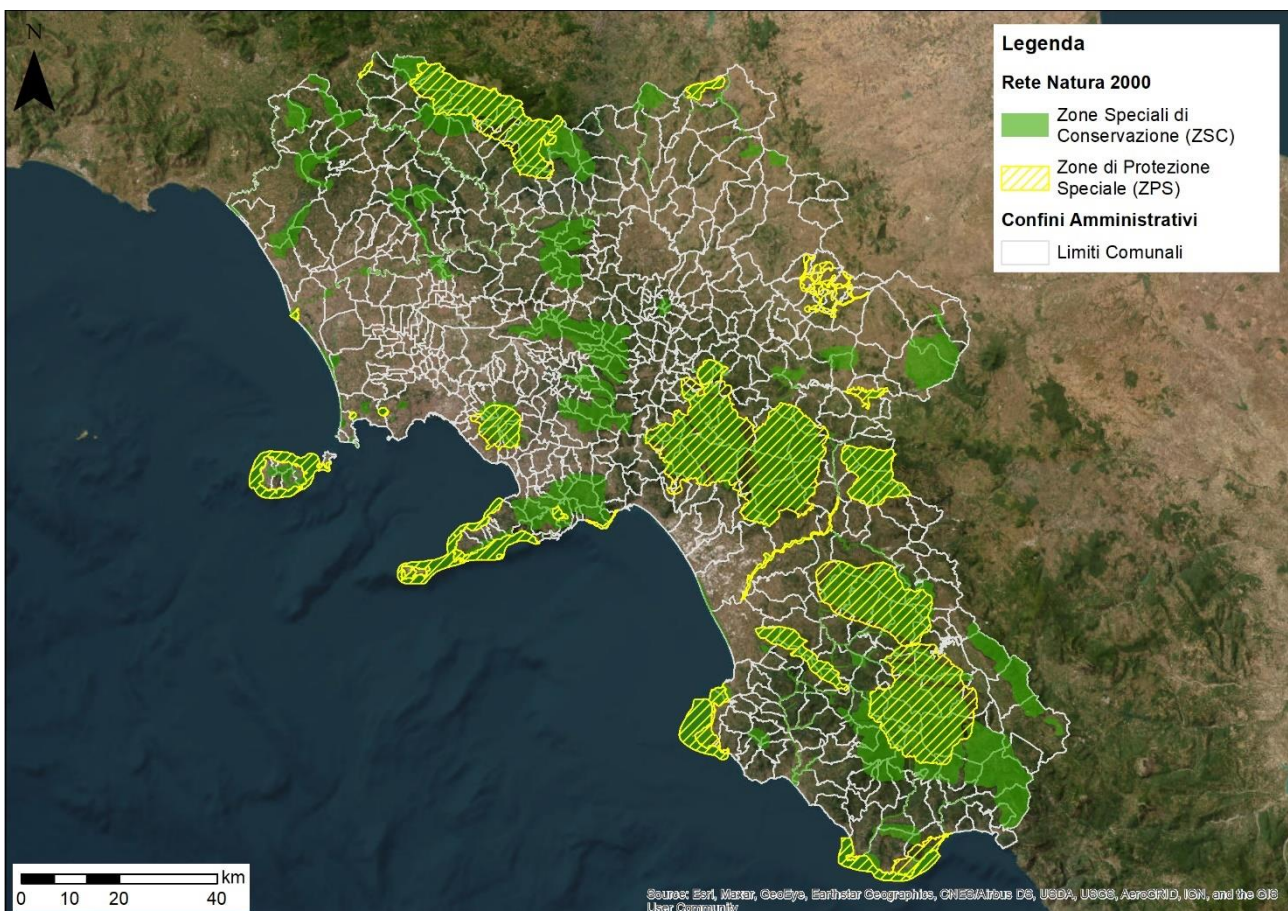 N
Legenda
Rete Natura 2000
Zone Speciali di
Conservazione (ZSC)
Zone di Protezione
Speciale (ZPS)
Confini Amministrativi
Limiti Comunali
km
0 10 20 40
Source: Esri, Maxar, GeoEye, Earthstar Geographics, CNES/Airbus DS, USDA, USGS, AeroGRID, IGN, and the GIS
User Community